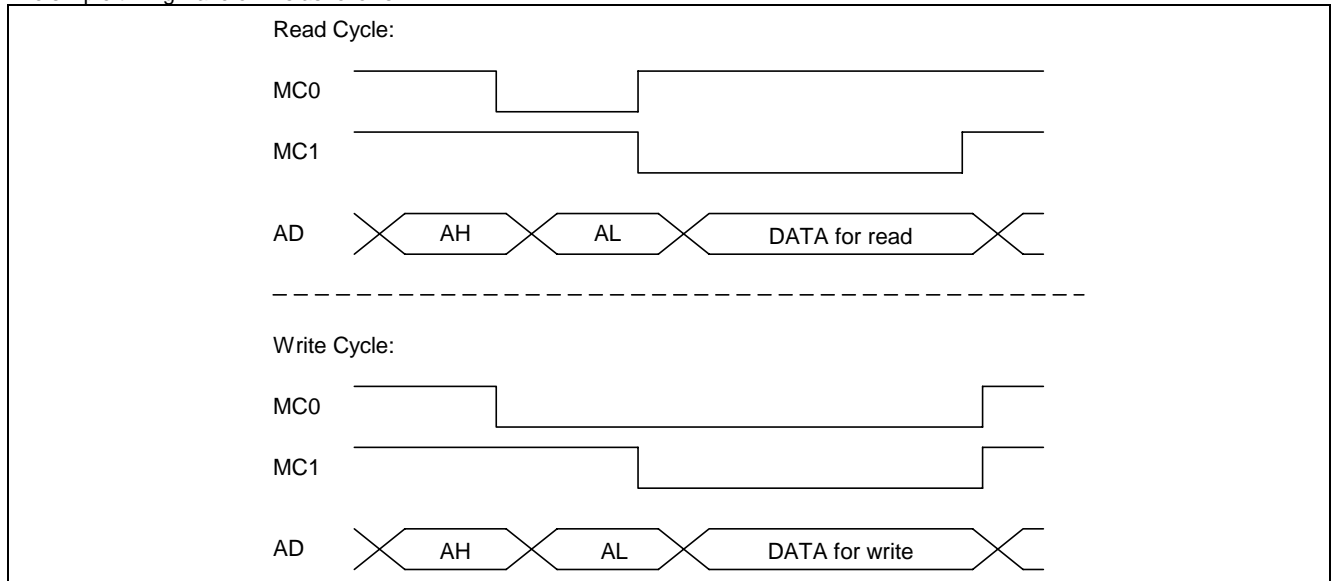 Read Cycle:
MC0
MC1
AD AH AL DATA for read
Write Cycle:
MC0
MC1
AD AH AL DATA for write